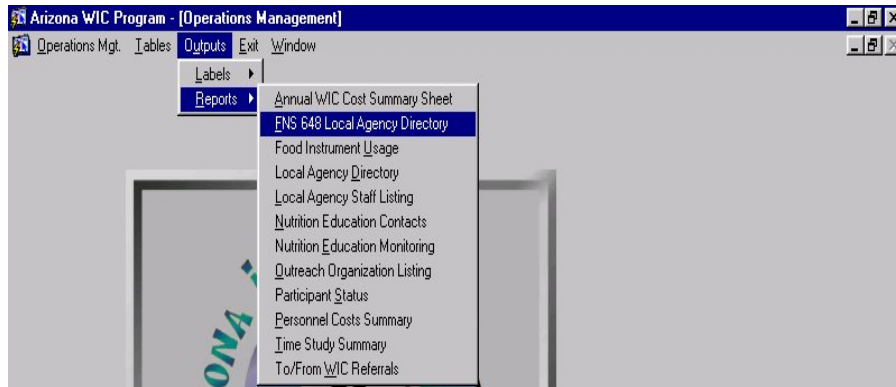 Arizona WIC Program - [Operations Management]
Operations Mgt. Tables Outputs Exit Window
Labels
Reports
Annual WIC Cost Summary Sheet
FNS 648 Local Agency Directory
Food Instrument Usage
Local Agency Directory
Local Agency Staff Listing
Nutrition Education Contacts
Nutrition Education Monitoring
Outreach Organization Listing
Participant Status
Personnel Costs Summary
Time Study Summary
To/From WIC Referrals